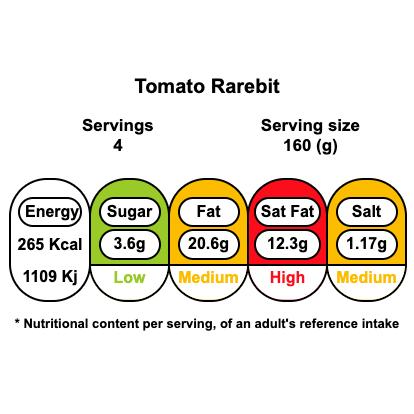 Tomato Rarebit
Servings Serving size
4 160 (g)
Energy Sugar Fat Sat Fat Salt
265 Kcal 3.6g 20.6g 12.3g 1.17g
1109 Kj Low Medium High Medium
* Nutritional content per serving, of an adult's reference intake